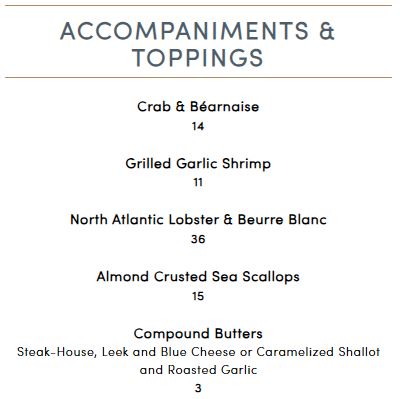 ACCOMPANIMENTS &
TOPPINGS
Crab & Béarnaise
14
Grilled Garlic Shrimp
11
North Atlantic Lobster & Beurre Blanc
36
Almond Crusted Sea Scallops
15
Compound Butters
Steak-House, Leek and Blue Cheese or Caramelized Shallot
and Roasted Garlic
3